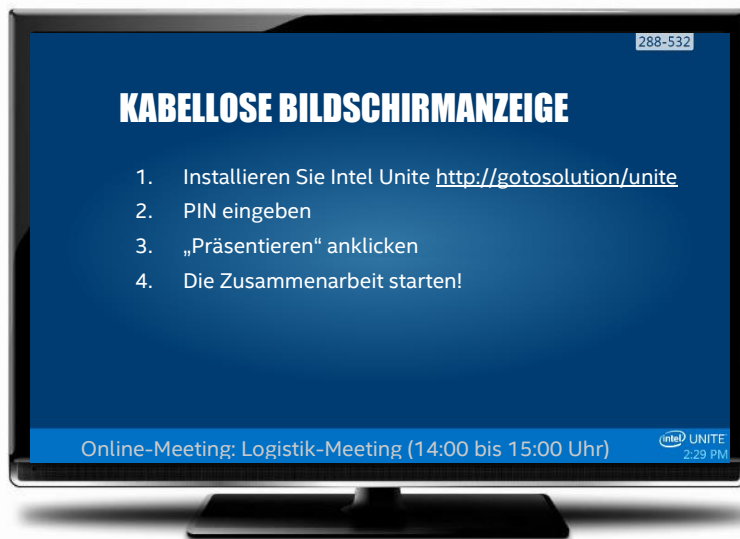 288-532
KABELLOSE BILDSCHIRMANZEIGE
1. Installieren Sie Intel Unite http://gotosolution/unite
2. PIN eingeben
3. „Präsentieren“ anklicken
4. Die Zusammenarbeit starten!
Online-Meeting: Logistik-Meeting (14:00 bis 15:00 Uhr)
intel UNITE
2:29 PM